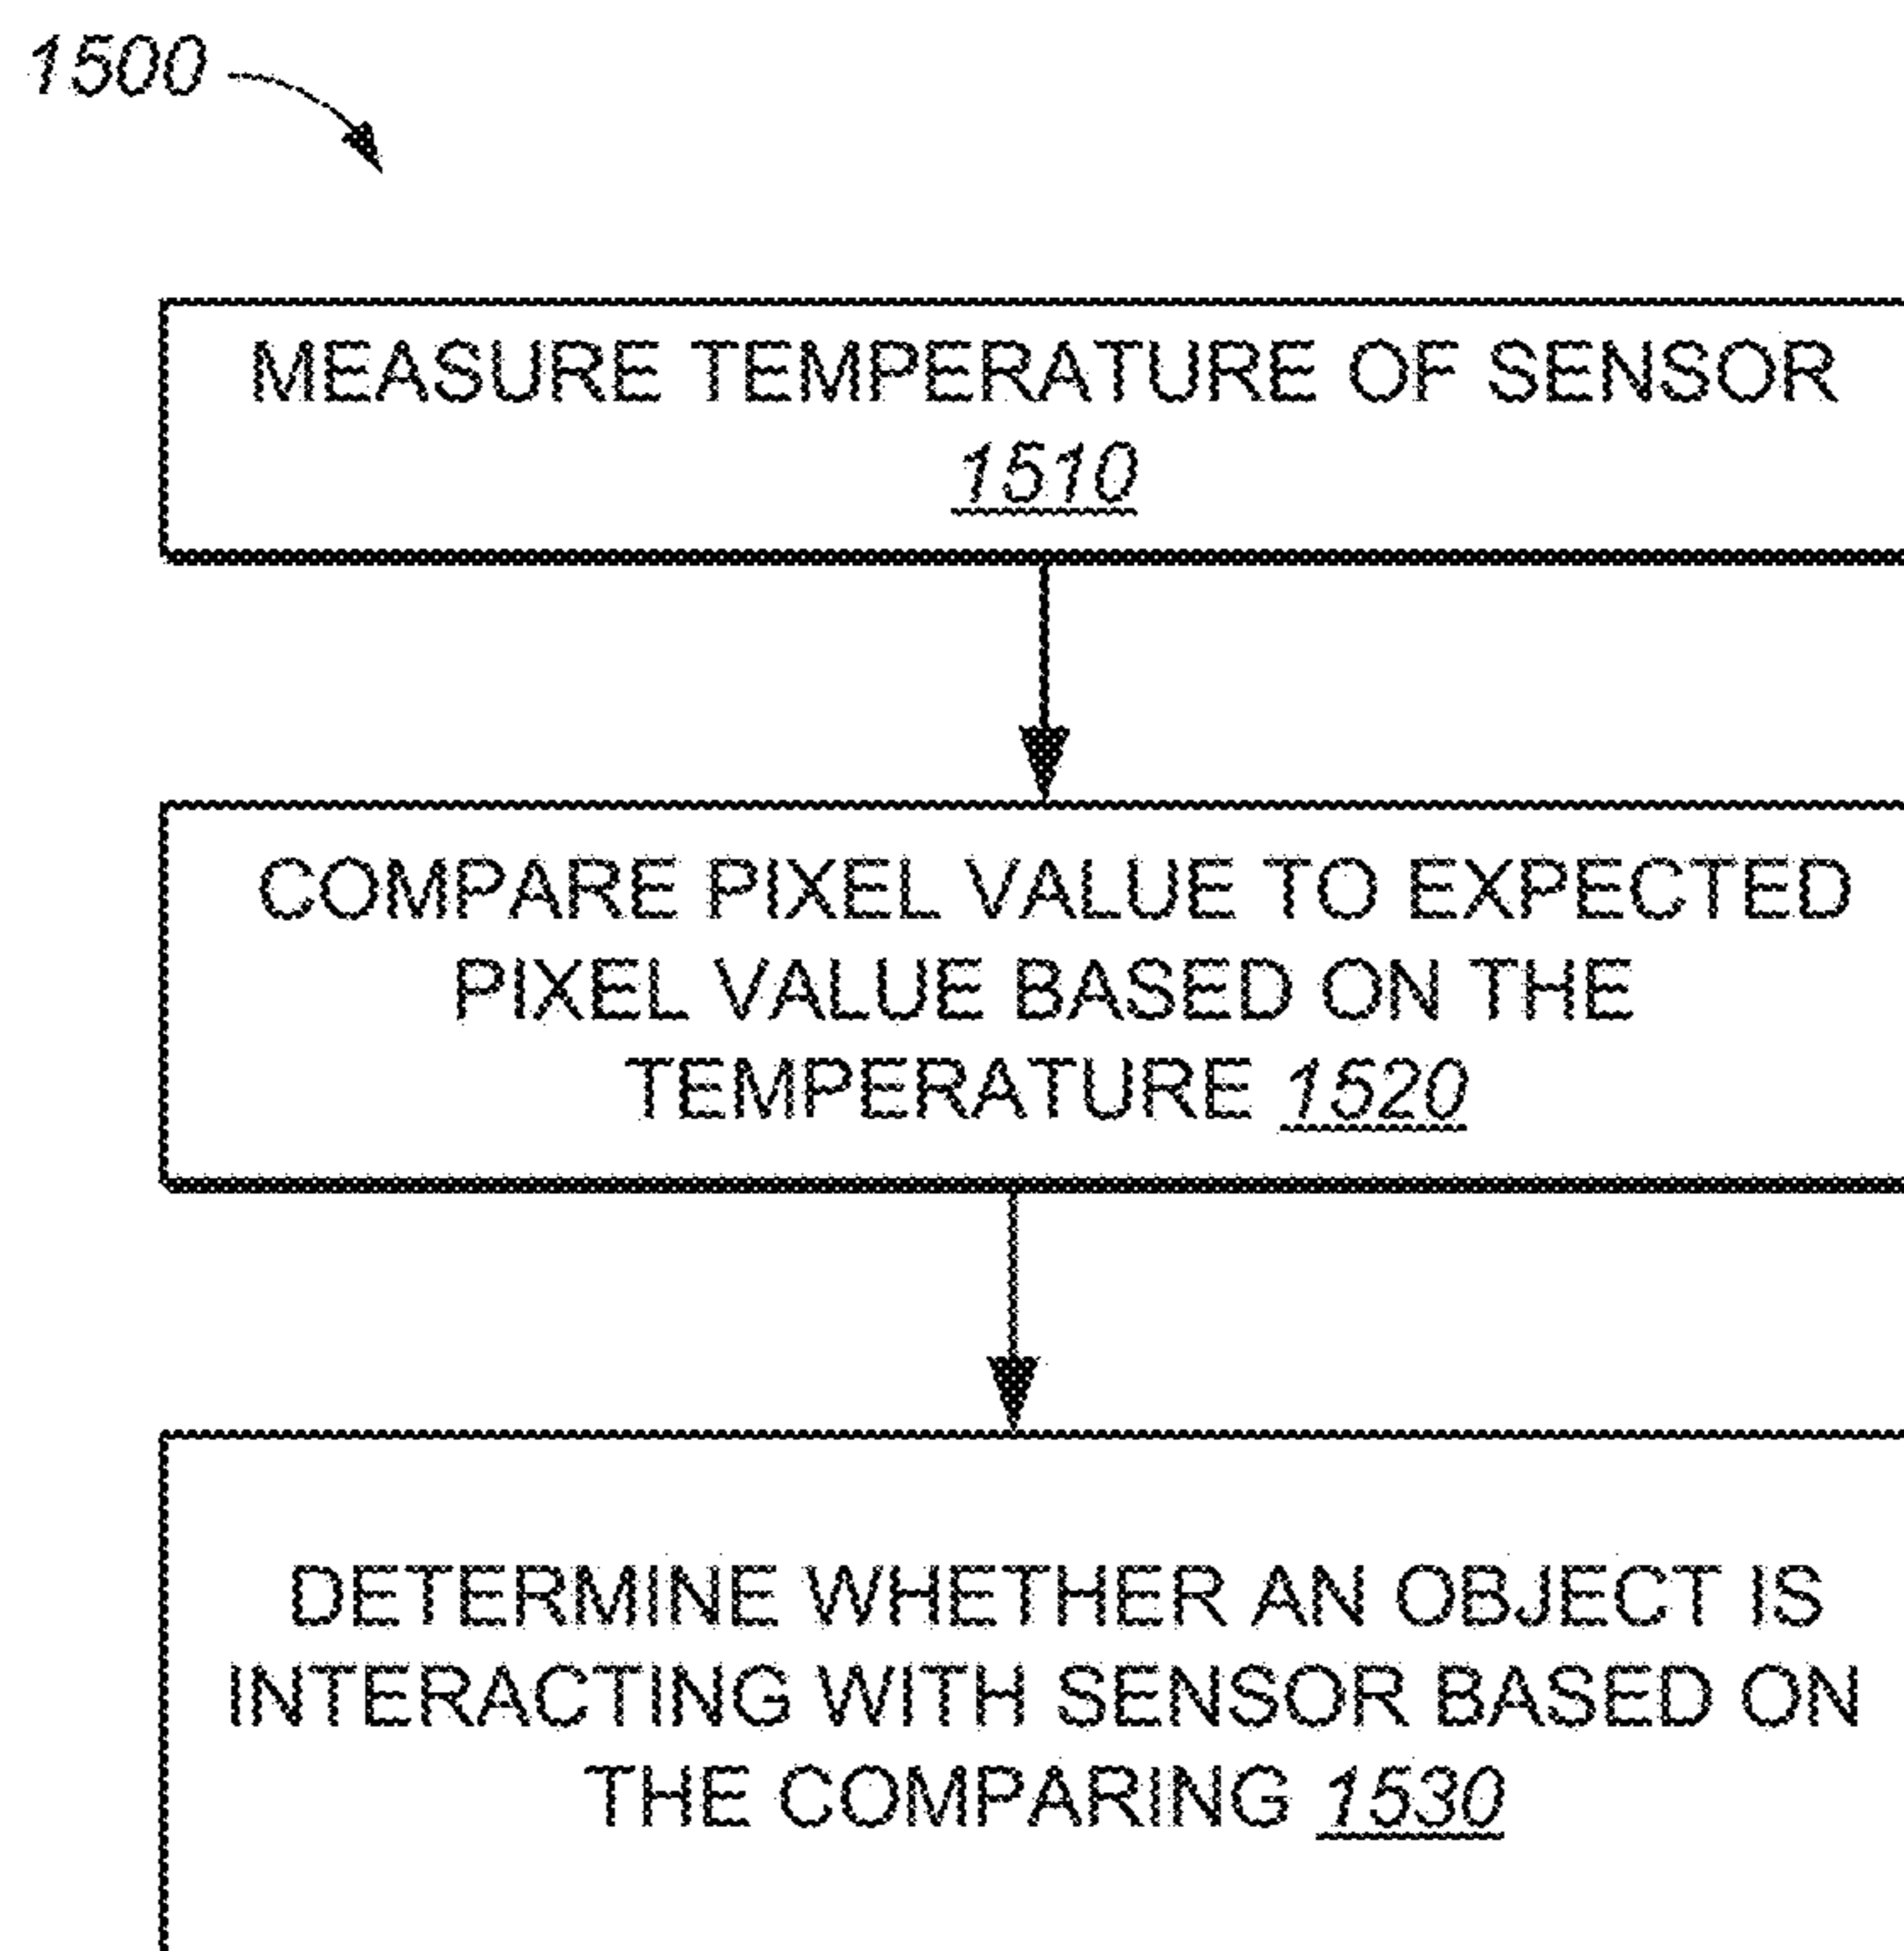 1500
MEASURE TEMPERATURE OF SENSOR
1510
COMPARE PIXEL VALUE TO EXPECTED
PIXEL VALUE BASED ON THE
TEMPERATURE 1520
DETERMINE WHETHER AN OBJECT IS
INTERACTING WITH SENSOR BASED ON
THE COMPARING 1530